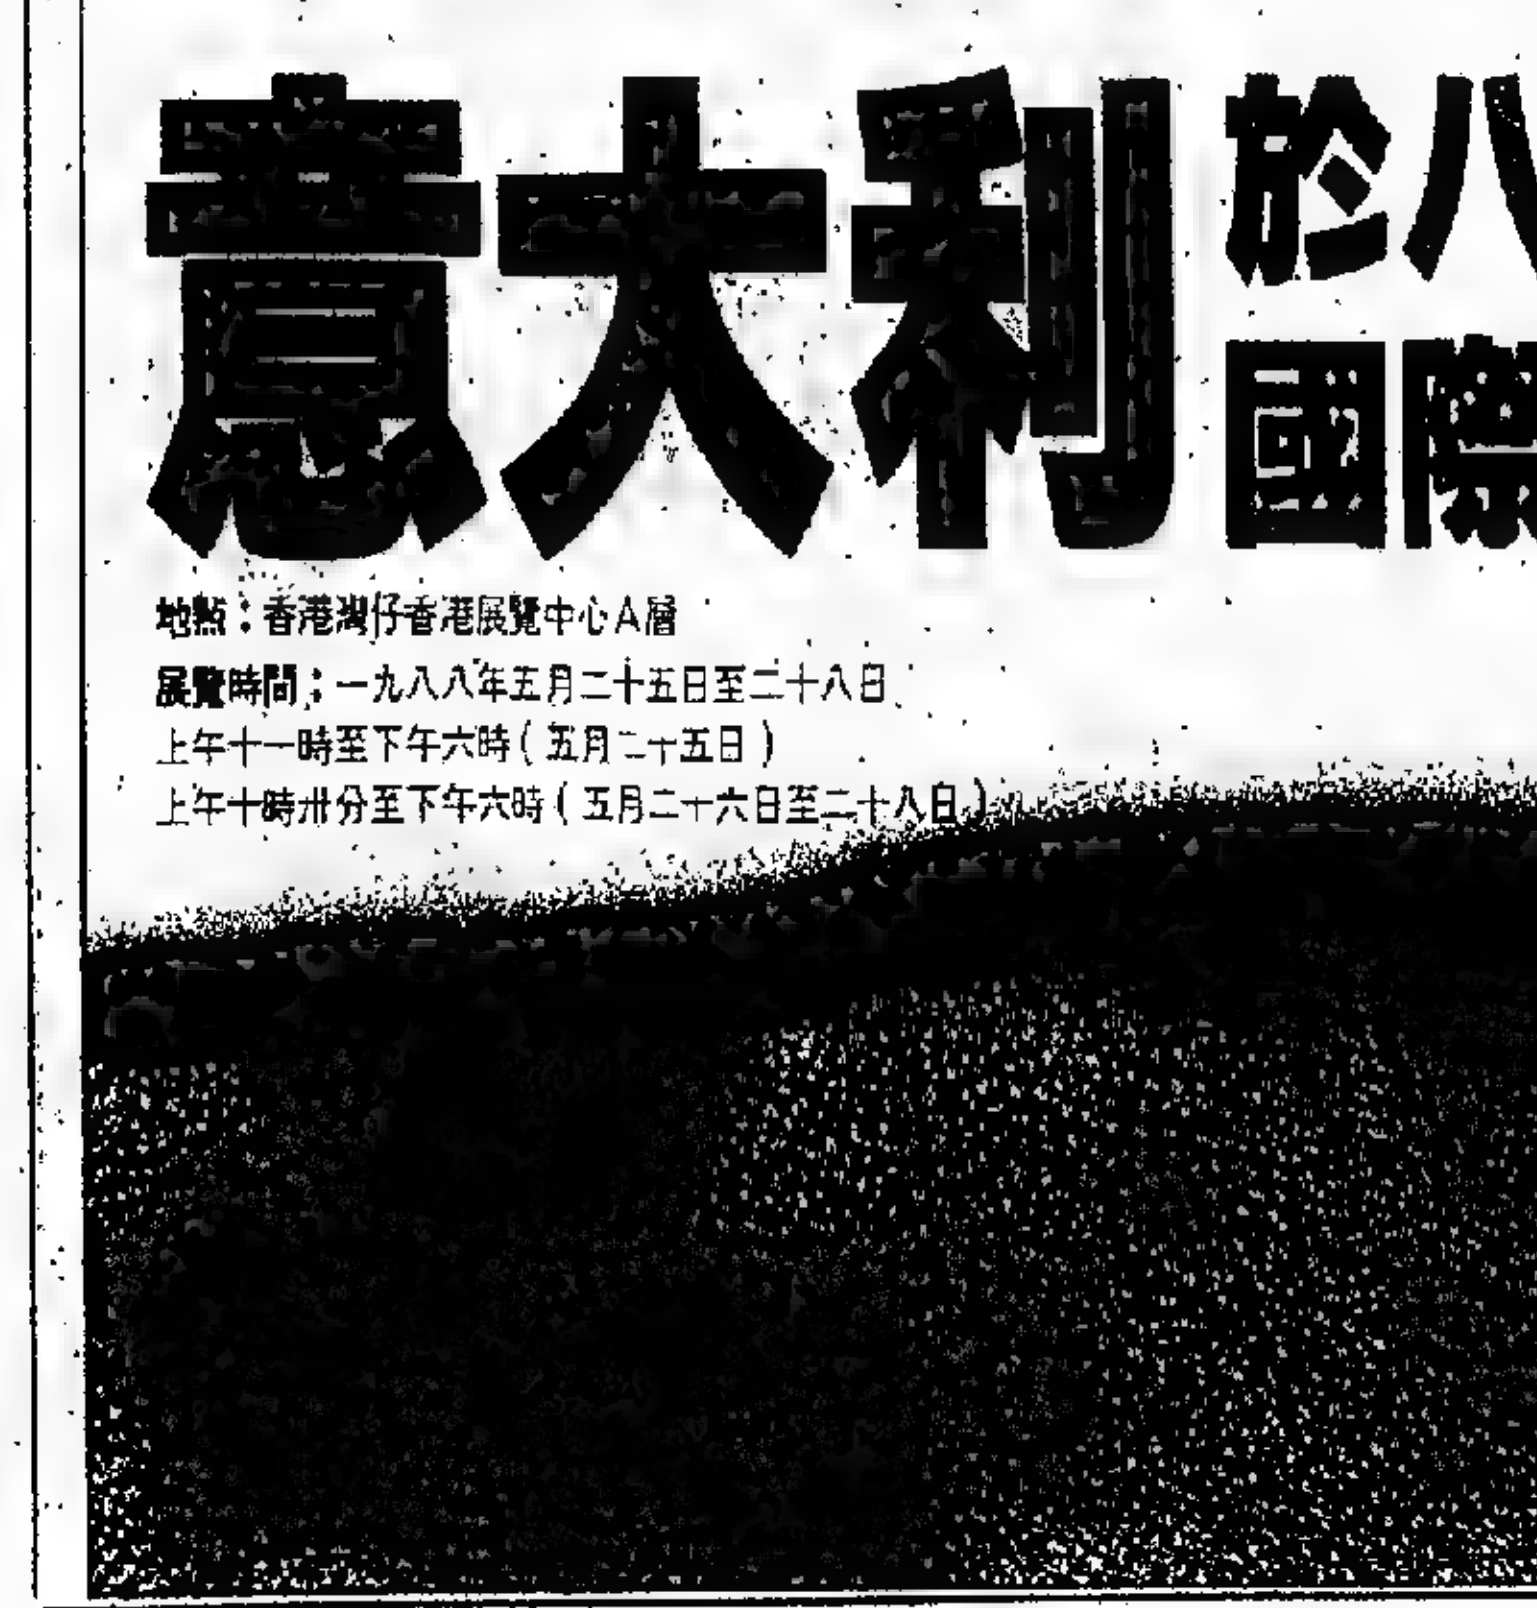 意大利
於八
國際
地點：香港灣仔香港展覽中心A層
展覽時間：一九八八年五月二十五日至二十八日
上午十一時至下午六時(五月二十五日)
上午十時卅分至下午六時(五月二十六日至二十八日)